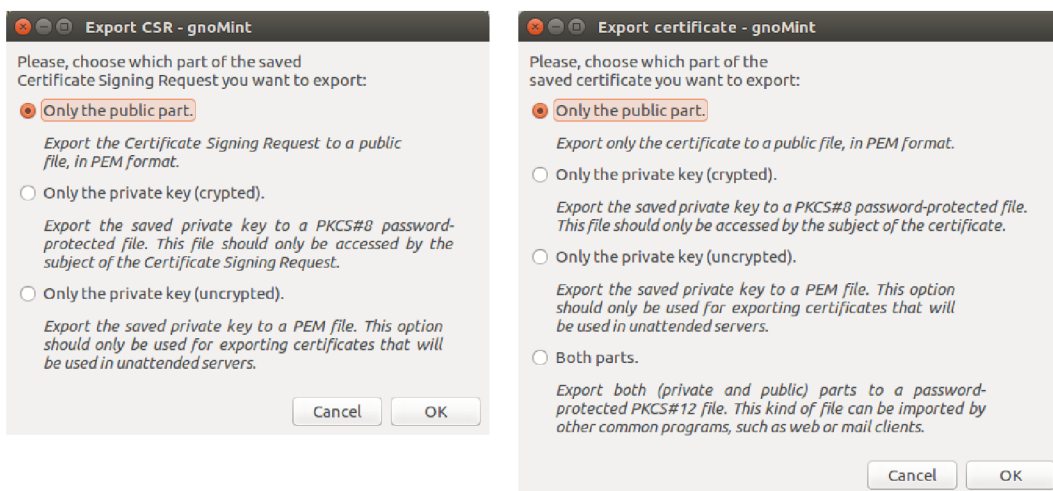 Export CSR - gnoMint
Please, choose which part of the saved
Certificate Signing Request you want to export:
Only the public part.
Export the Certificate Signing Request to a public
file, in PEM format.
Only the private key (crypted).
Export the saved private key to a PKCS#8 password-
protected file. This file should only be accessed by the
subject of the Certificate Signing Request.
Only the private key (uncrypted).
Export the saved private key to a PEM file. This option
should only be used for exporting certificates that will
be used in unattended servers.
Cancel
OK
Export certificate - gnoMint
Please, choose which part of the
saved certificate you want to export:
Only the public part.
Export only the certificate to a public file, in PEM format.
Only the private key (crypted).
Export the saved private key to a PKCS#8 password-protected file.
This file should only be accessed by the subject of the certificate.
Only the private key (uncrypted).
Export the saved private key to a PEM file. This option
should only be used for exporting certificates that will
be used in unattended servers.
Both parts.
Export both (private and public) parts to a password-
protected PKCS#12 file. This kind of file can be imported by
other common programs, such as web or mail clients.
Cancel
OK